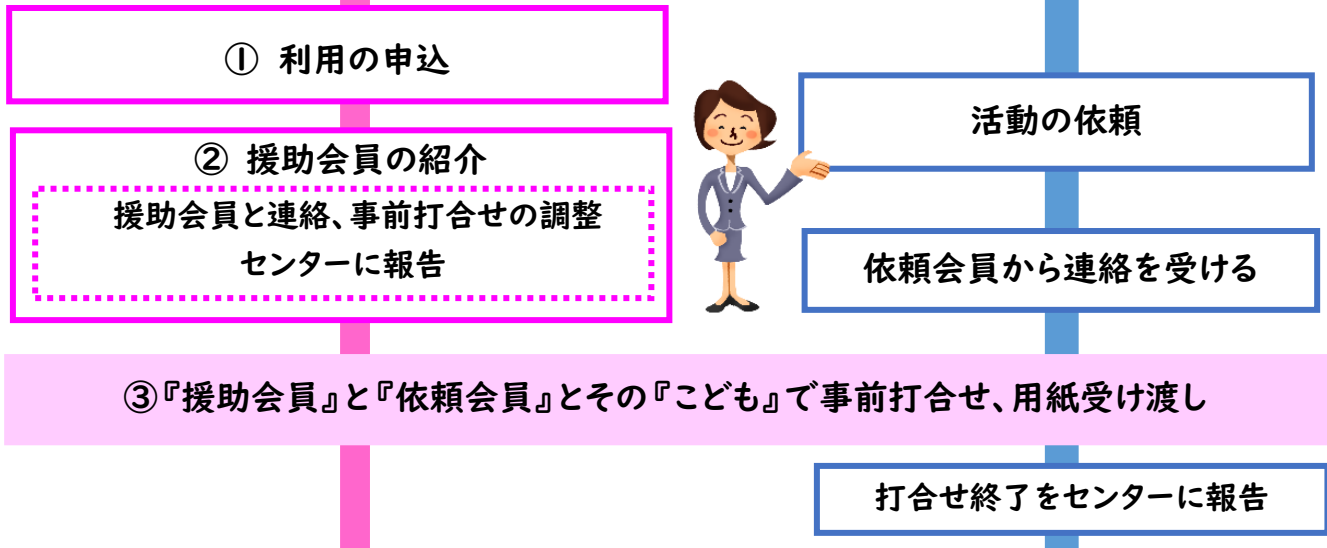 ① 利用の申込
② 援助会員の紹介
援助会員と連絡、事前打合せの調整
センターに報告
活動の依頼
依頼会員から連絡を受ける
③『援助会員』と『依頼会員』とその『こども』で事前打合せ、用紙受け渡し
打合せ終了をセンターに報告